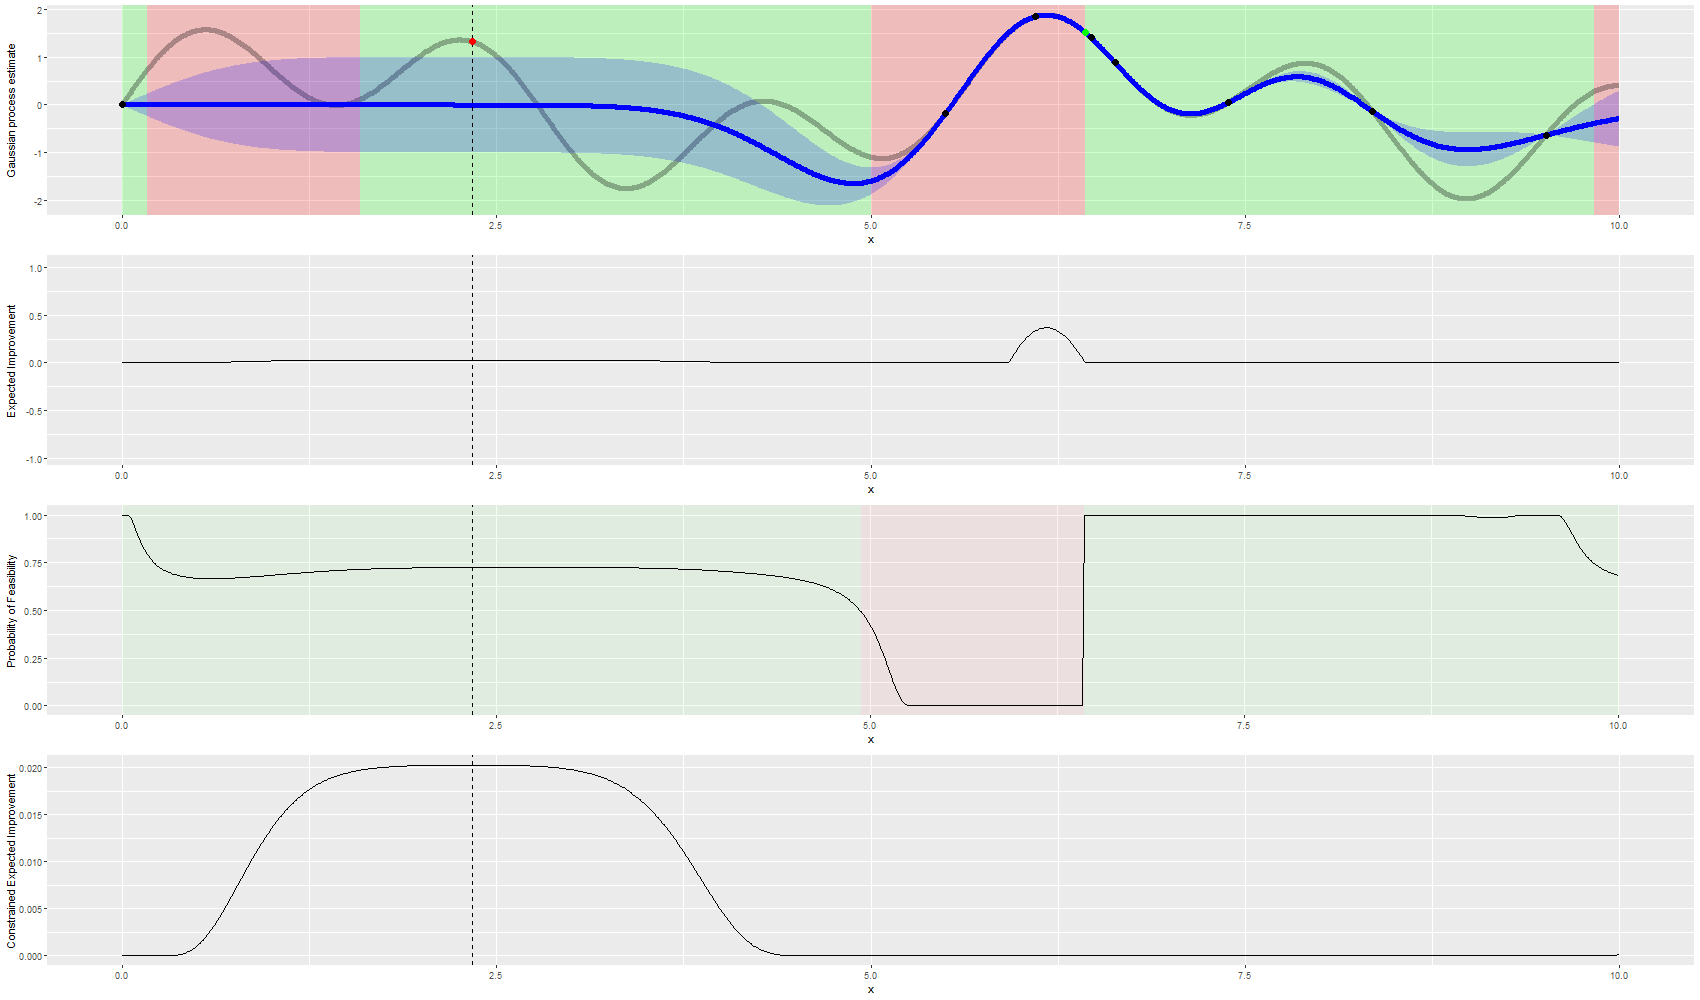 Gaussian process estimate
2
1
0
-1
-2
0.0 2.5 5.0 7.5 10.0
x
Expected Improvement
1.0
0.5
0.0
-0.5
-1.0
0.0 2.5 5.0 7.5 10.0
x
Probability of Feasibility
1.00
0.75
0.50
0.25
0.00
0.0 2.5 5.0 7.5 10.0
x
Constrained Expected Improvement
0.020
0.015
0.010
0.005
0.000
0.0 2.5 5.0 7.5 10.0
x